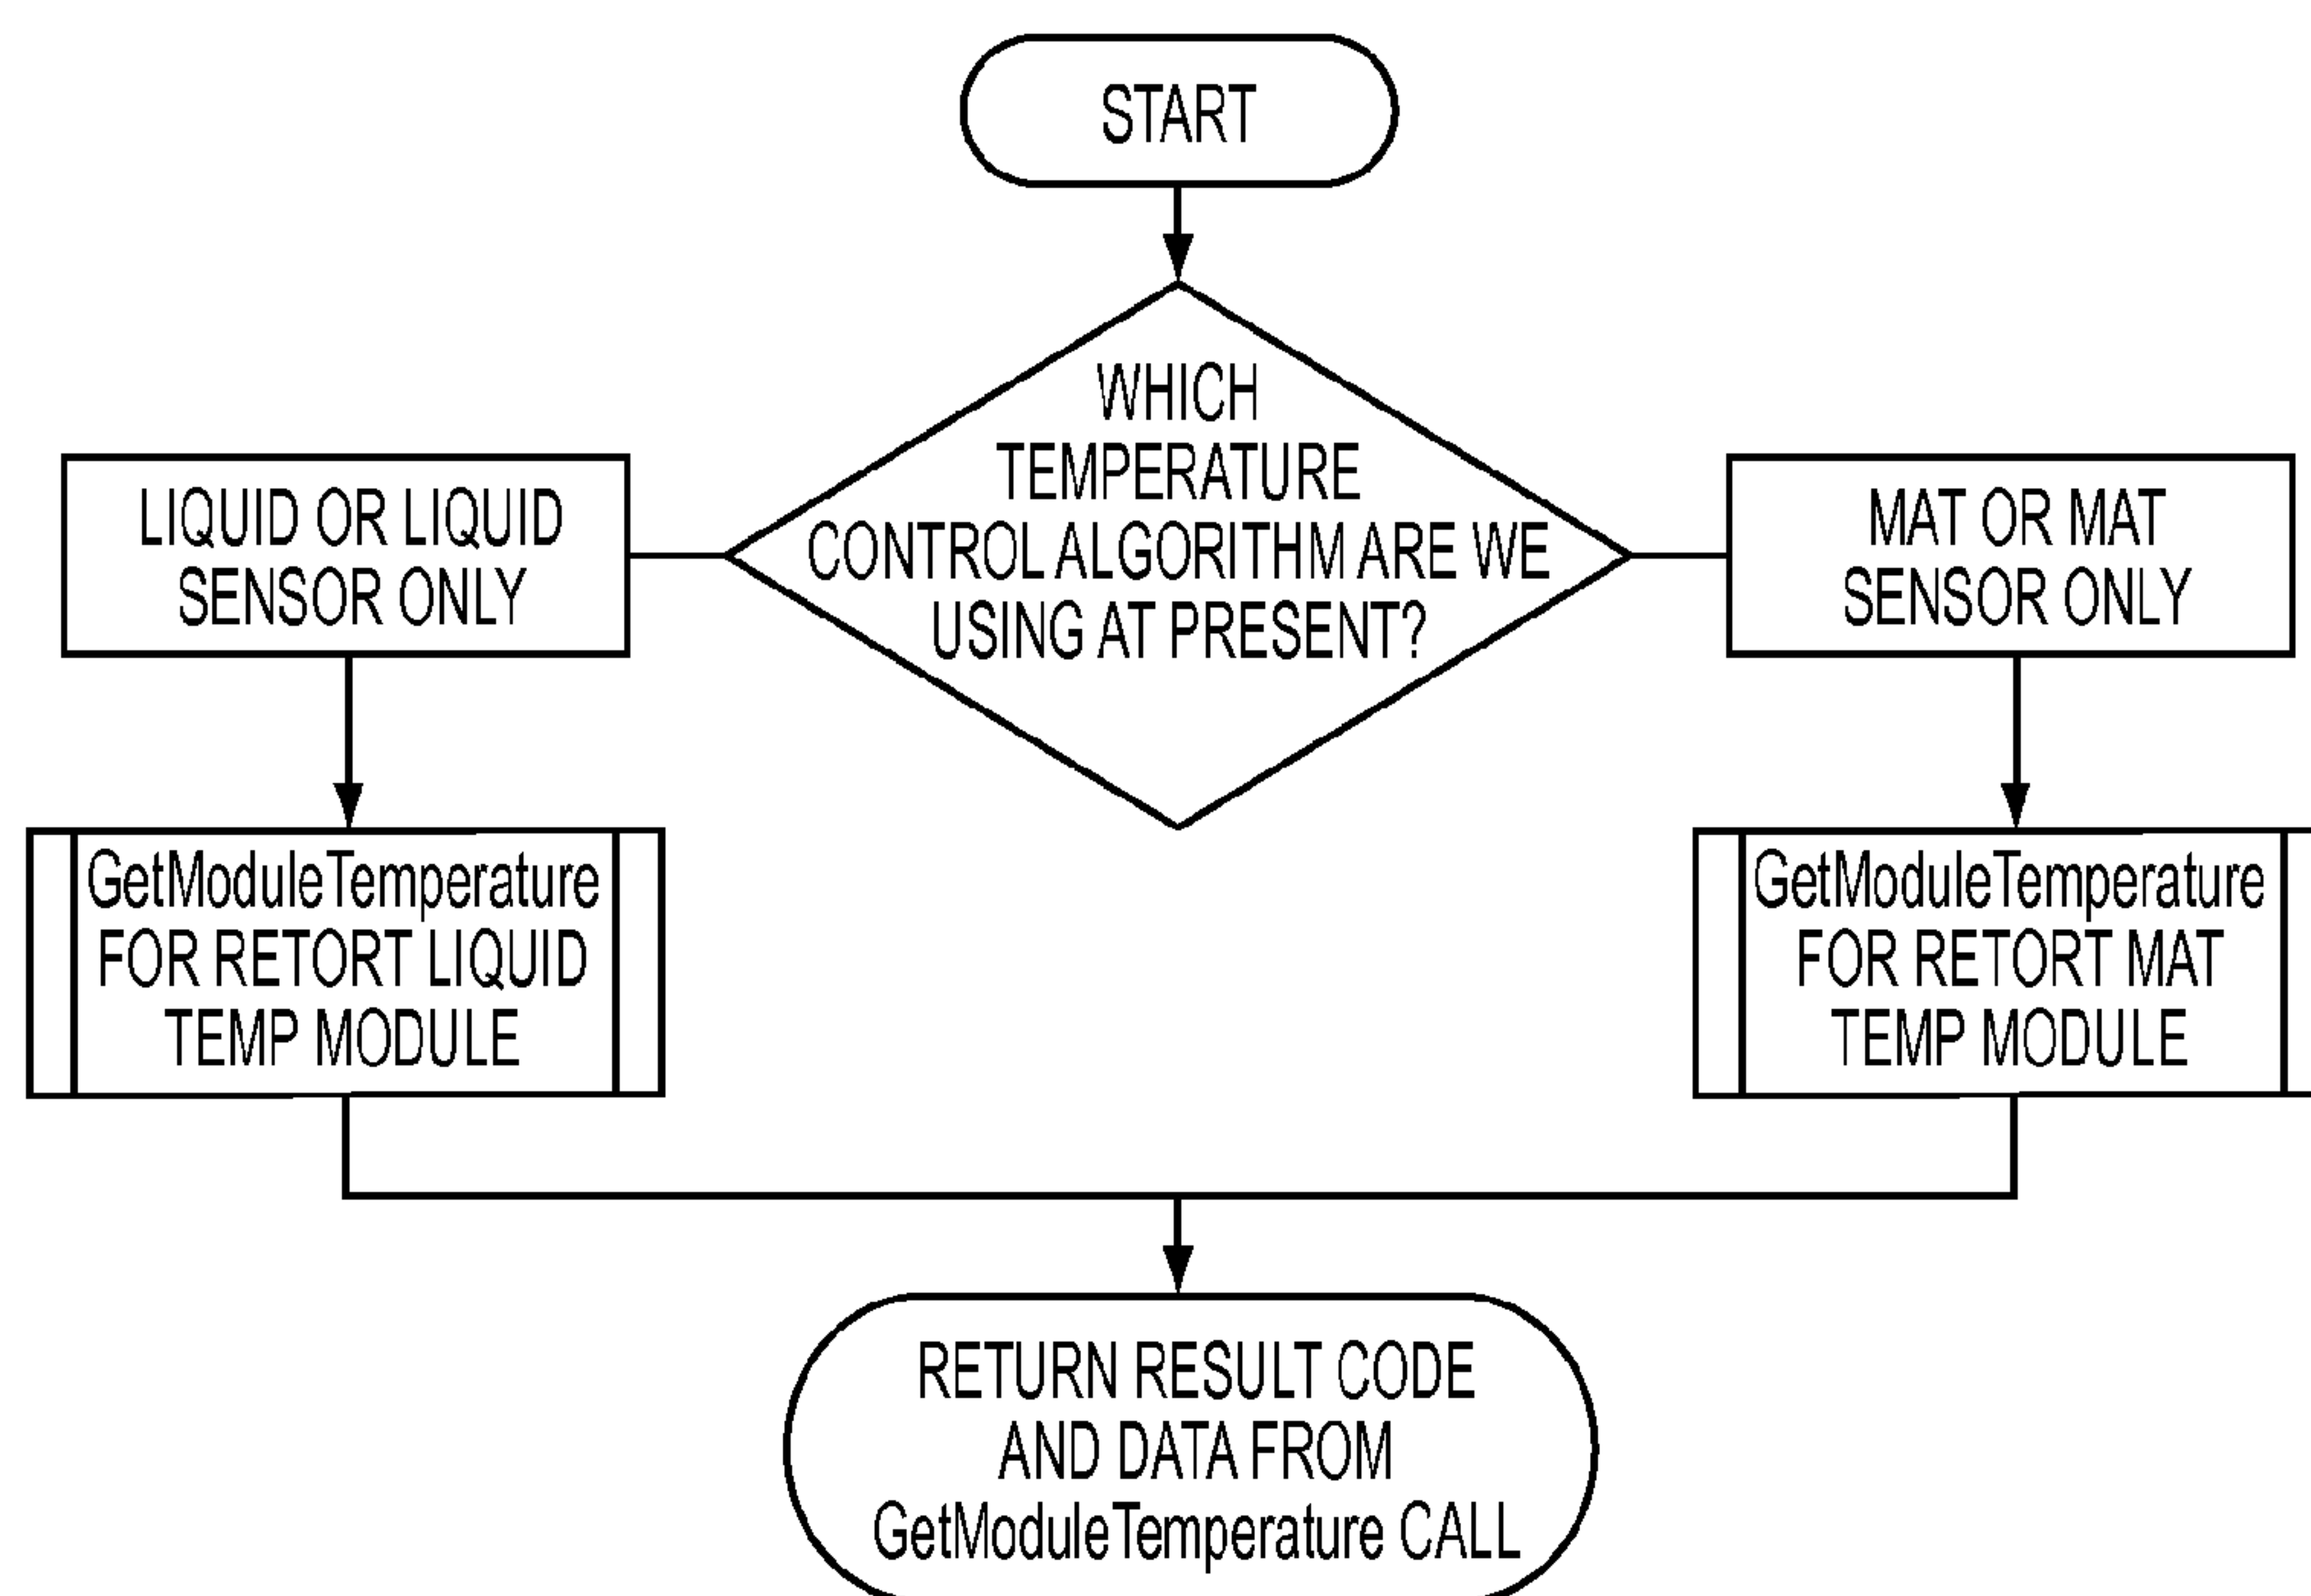 START
WHICH
TEMPERATURE
CONTROL ALGORITHM ARE WE
USING AT PRESENT?
LIQUID OR LIQUID
SENSOR ONLY
MAT OR MAT
SENSOR ONLY
GetModuleTemperature
FOR RETORT LIQUID
TEMP MODULE
GetModuleTemperature
FOR RETORT MAT
TEMP MODULE
RETURN RESULT CODE
AND DATA FROM
GetModuleTemperature CALL